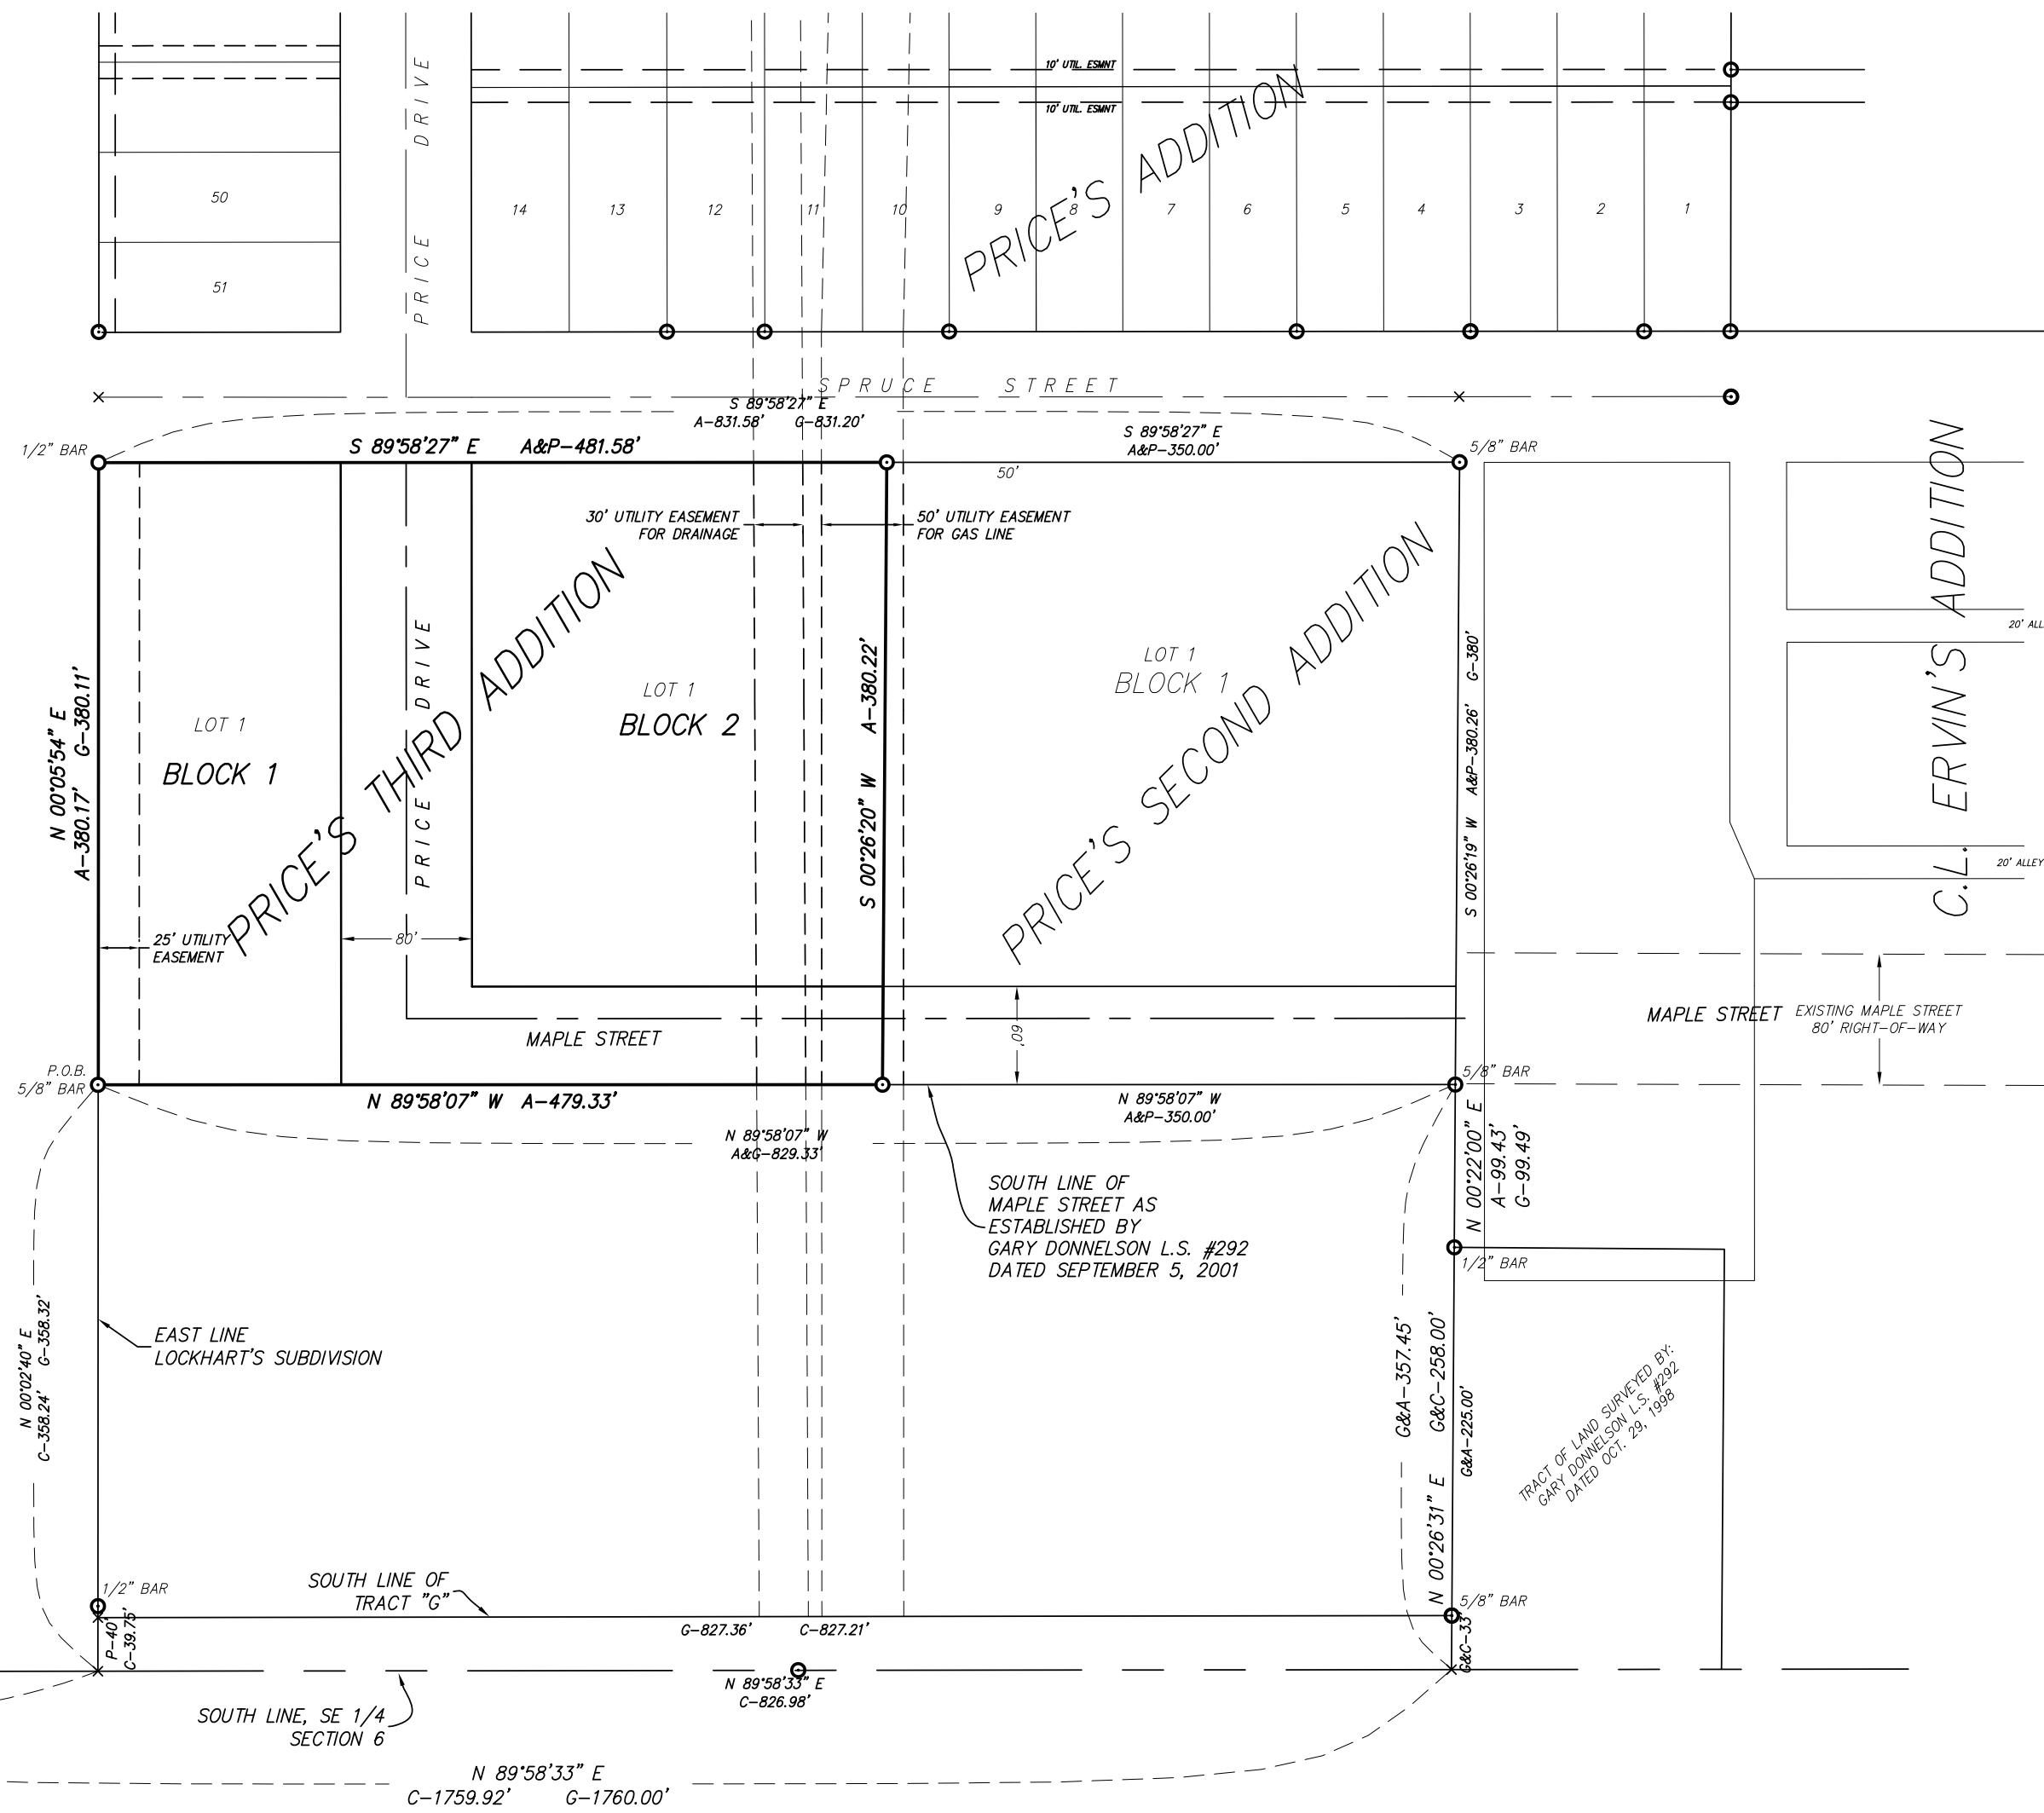 10' UTIL. ESMNT
10' UTIL. ESMNT
PRICE DRIVE
PRICE'S ADDITION
50
51
14
13
12
11
10
9
8
7
6
5
4
3
2
1
SPRUCE STREET
S 89°58'27" E
A-831.58' G-831.20'
1/2" BAR
S 89°58'27" E A&P-481.58'
S 89°58'27" E
A&P-350.00'
50'
5/8" BAR
30' UTILITY EASEMENT
FOR DRAINAGE
50' UTILITY EASEMENT
FOR GAS LINE
N 00°05'54" E
A-380.17' G-380.11'
LOT 1
BLOCK 1
PRICE'S THIRD ADDITION
PRICE DRIVE
LOT 1
BLOCK 2
S 00°26'20" W A-380.22'
LOT 1
BLOCK 1
PRICE'S SECOND ADDITION
S 00°26'19" W A&P-380.26' G-380'
C.L. ERVIN'S ADDITION
20' ALL
20' ALLEY
25' UTILITY
EASEMENT
80'
60'
MAPLE STREET
MAPLE STREET
EXISTING MAPLE STREET
80' RIGHT-OF-WAY
P.O.B.
5/8" BAR
N 89°58'07" W A-479.33'
N 89°58'07" W
A&P-350.00'
5/8" BAR
N 89°58'07" W
A&G-829.33'
N 00°22'00" E
A-99.43'
G-99.49'
SOUTH LINE OF
MAPLE STREET AS
ESTABLISHED BY
GARY DONNELSON L.S. #292
DATED SEPTEMBER 5, 2001
1/2" BAR
EAST LINE
LOCKHART'S SUBDIVISION
N 00°02'40" E
C-358.24' G-358.32'
G&A-357.45'
N 00°26'31" E G&C-258.00'
G&A-225.00'
TRACT OF LAND SURVEYED BY:
GARY DONNELSON L.S. #292
DATED OCT. 29, 1998
1/2" BAR
SOUTH LINE OF
TRACT "G"
5/8" BAR
P-40'
C-39.75'
G-827.36' C-827.21'
G&C-33'
N 89°58'33" E
C-826.98'
SOUTH LINE, SE 1/4
SECTION 6
N 89°58'33" E
C-1759.92' G-1760.00'